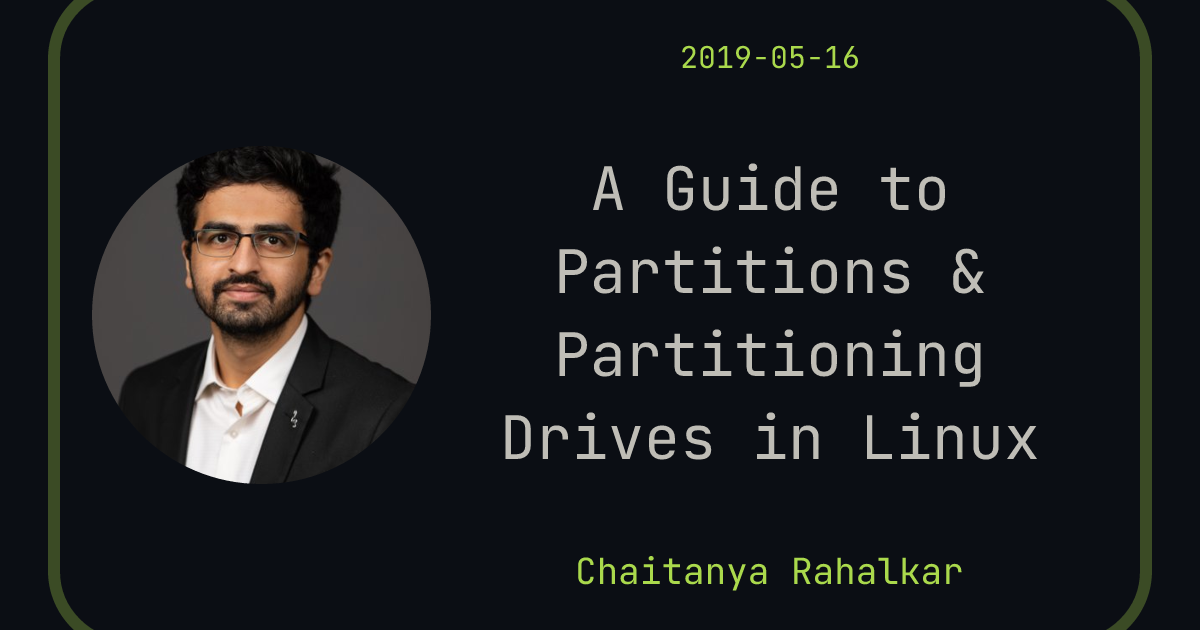 2019-05-16
A Guide to
Partitions &
Partitioning
Drives in Linux
Chaitanya Rahalkar